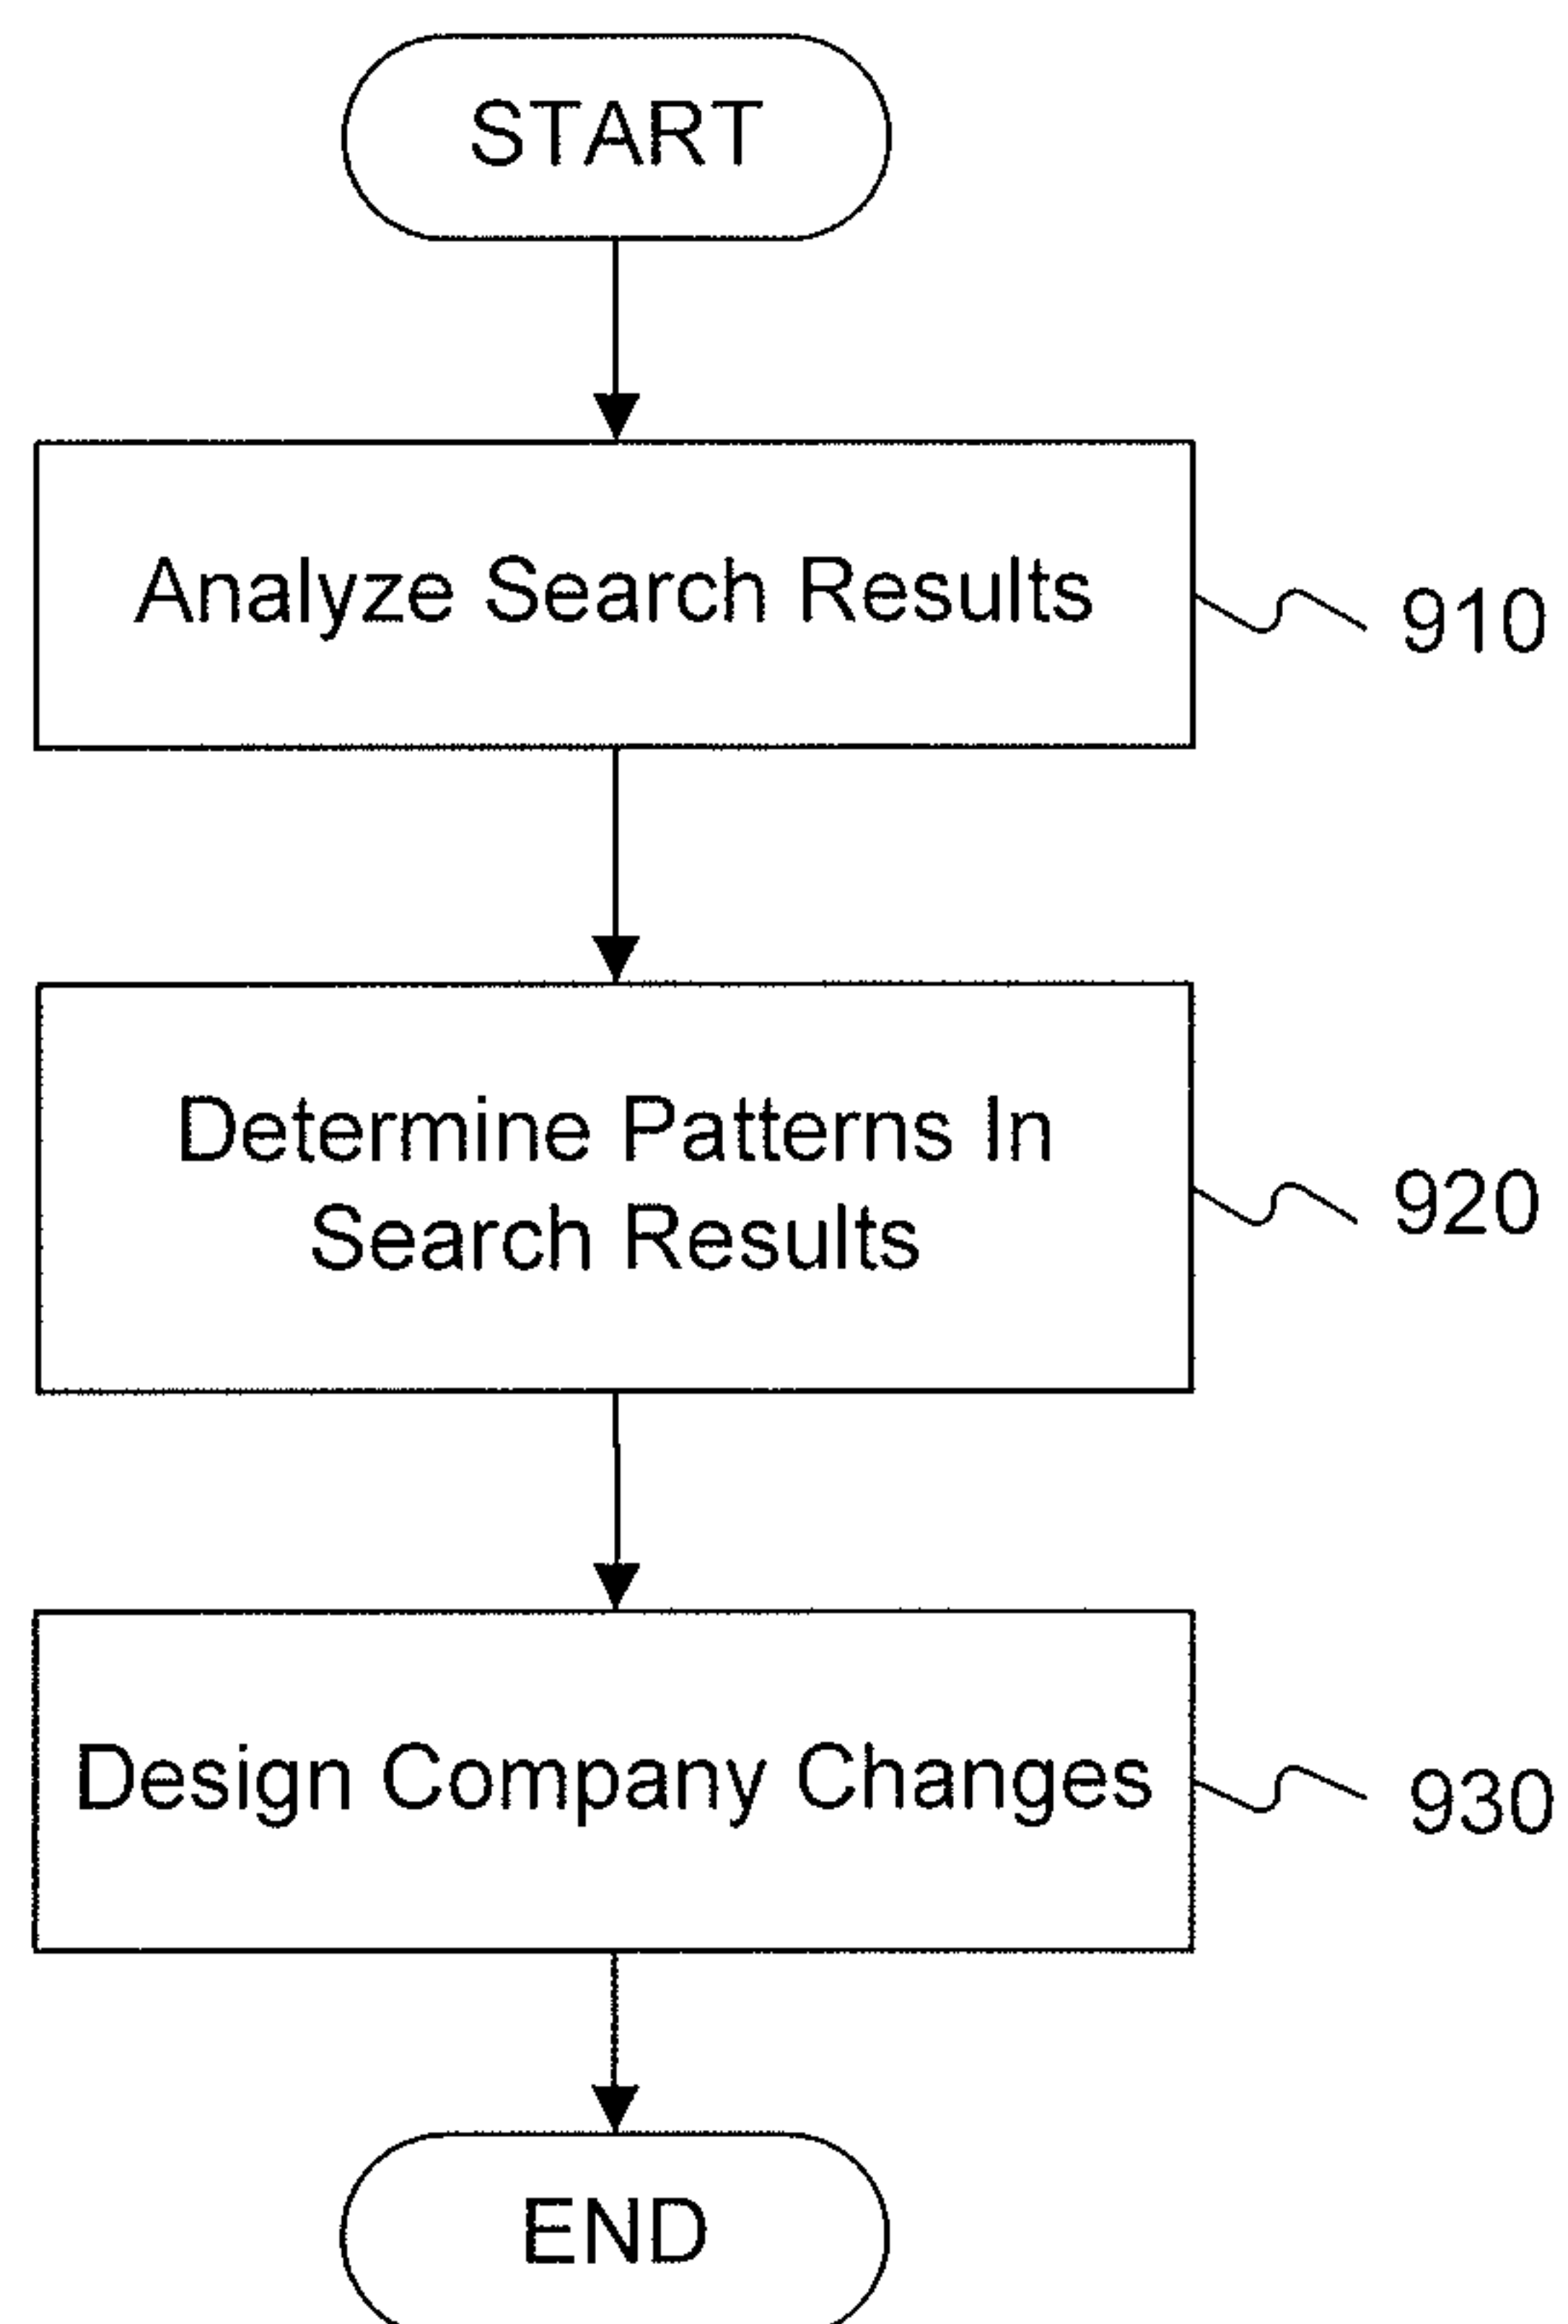 START
Analyze Search Results
910
Determine Patterns In
Search Results
920
Design Company Changes
930
END